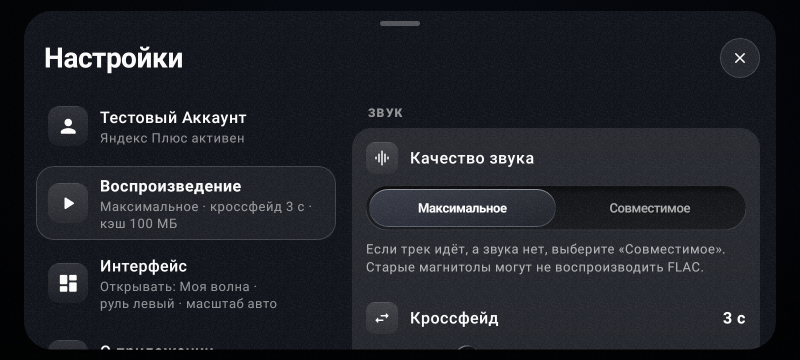 Настройки
Тестовый Аккаунт
Яндекс Плюс активен
Воспроизведение
Максимальное · кроссфейд 3 с ·
кэш 100 МБ
Интерфейс
Открывать: Моя волна ·
руль левый · масштаб авто
ЗВУК
Качество звука
Максимальное
Совместимое
Если трек идёт, а звука нет, выберите «Совместимое».
Старые магнитолы могут не воспроизводить FLAC.
Кроссфейд
3 с